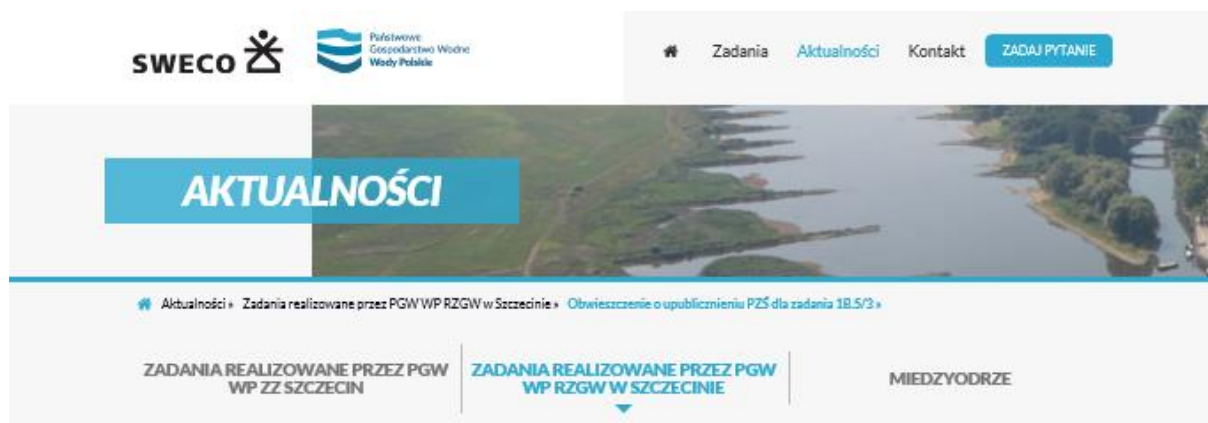 SWECO
Państwowe
Gospodarstwo Wodne
Wody Polskie
Zadania Aktualności Kontakt ZADAJ PYTANIE
AKTUALNOŚCI
Aktualności » Zadania realizowane przez PGW WP RZGW w Szczecinie » Obwieszczenie o upublicznieniu PZŚ dla zadania 1B.5/3 »
ZADANIA REALIZOWANE PRZEZ PGW
WP ZZ SZCZECIN
ZADANIA REALIZOWANE PRZEZ PGW
WP RZGW W SZCZECINIE
MIEDZYODRZE